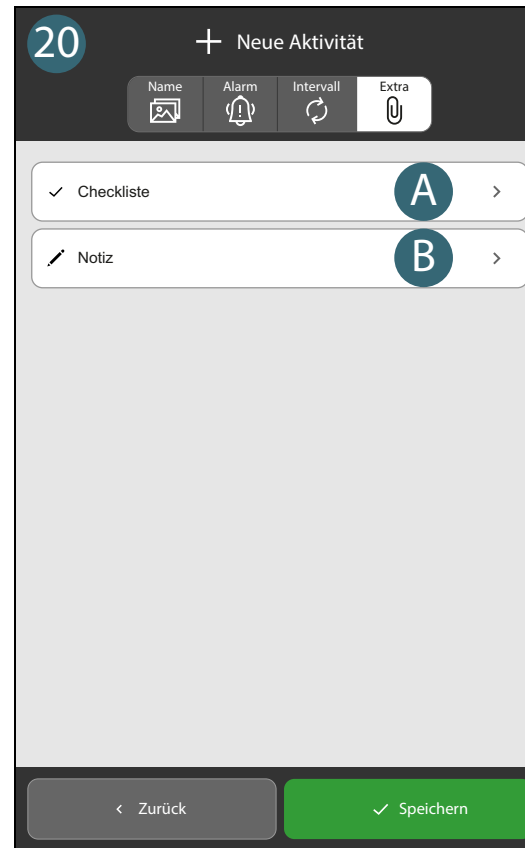 20
Neue Aktivität
Name Alarm Intervall Extra
Checkliste A
Notiz B
Zurück Speichern